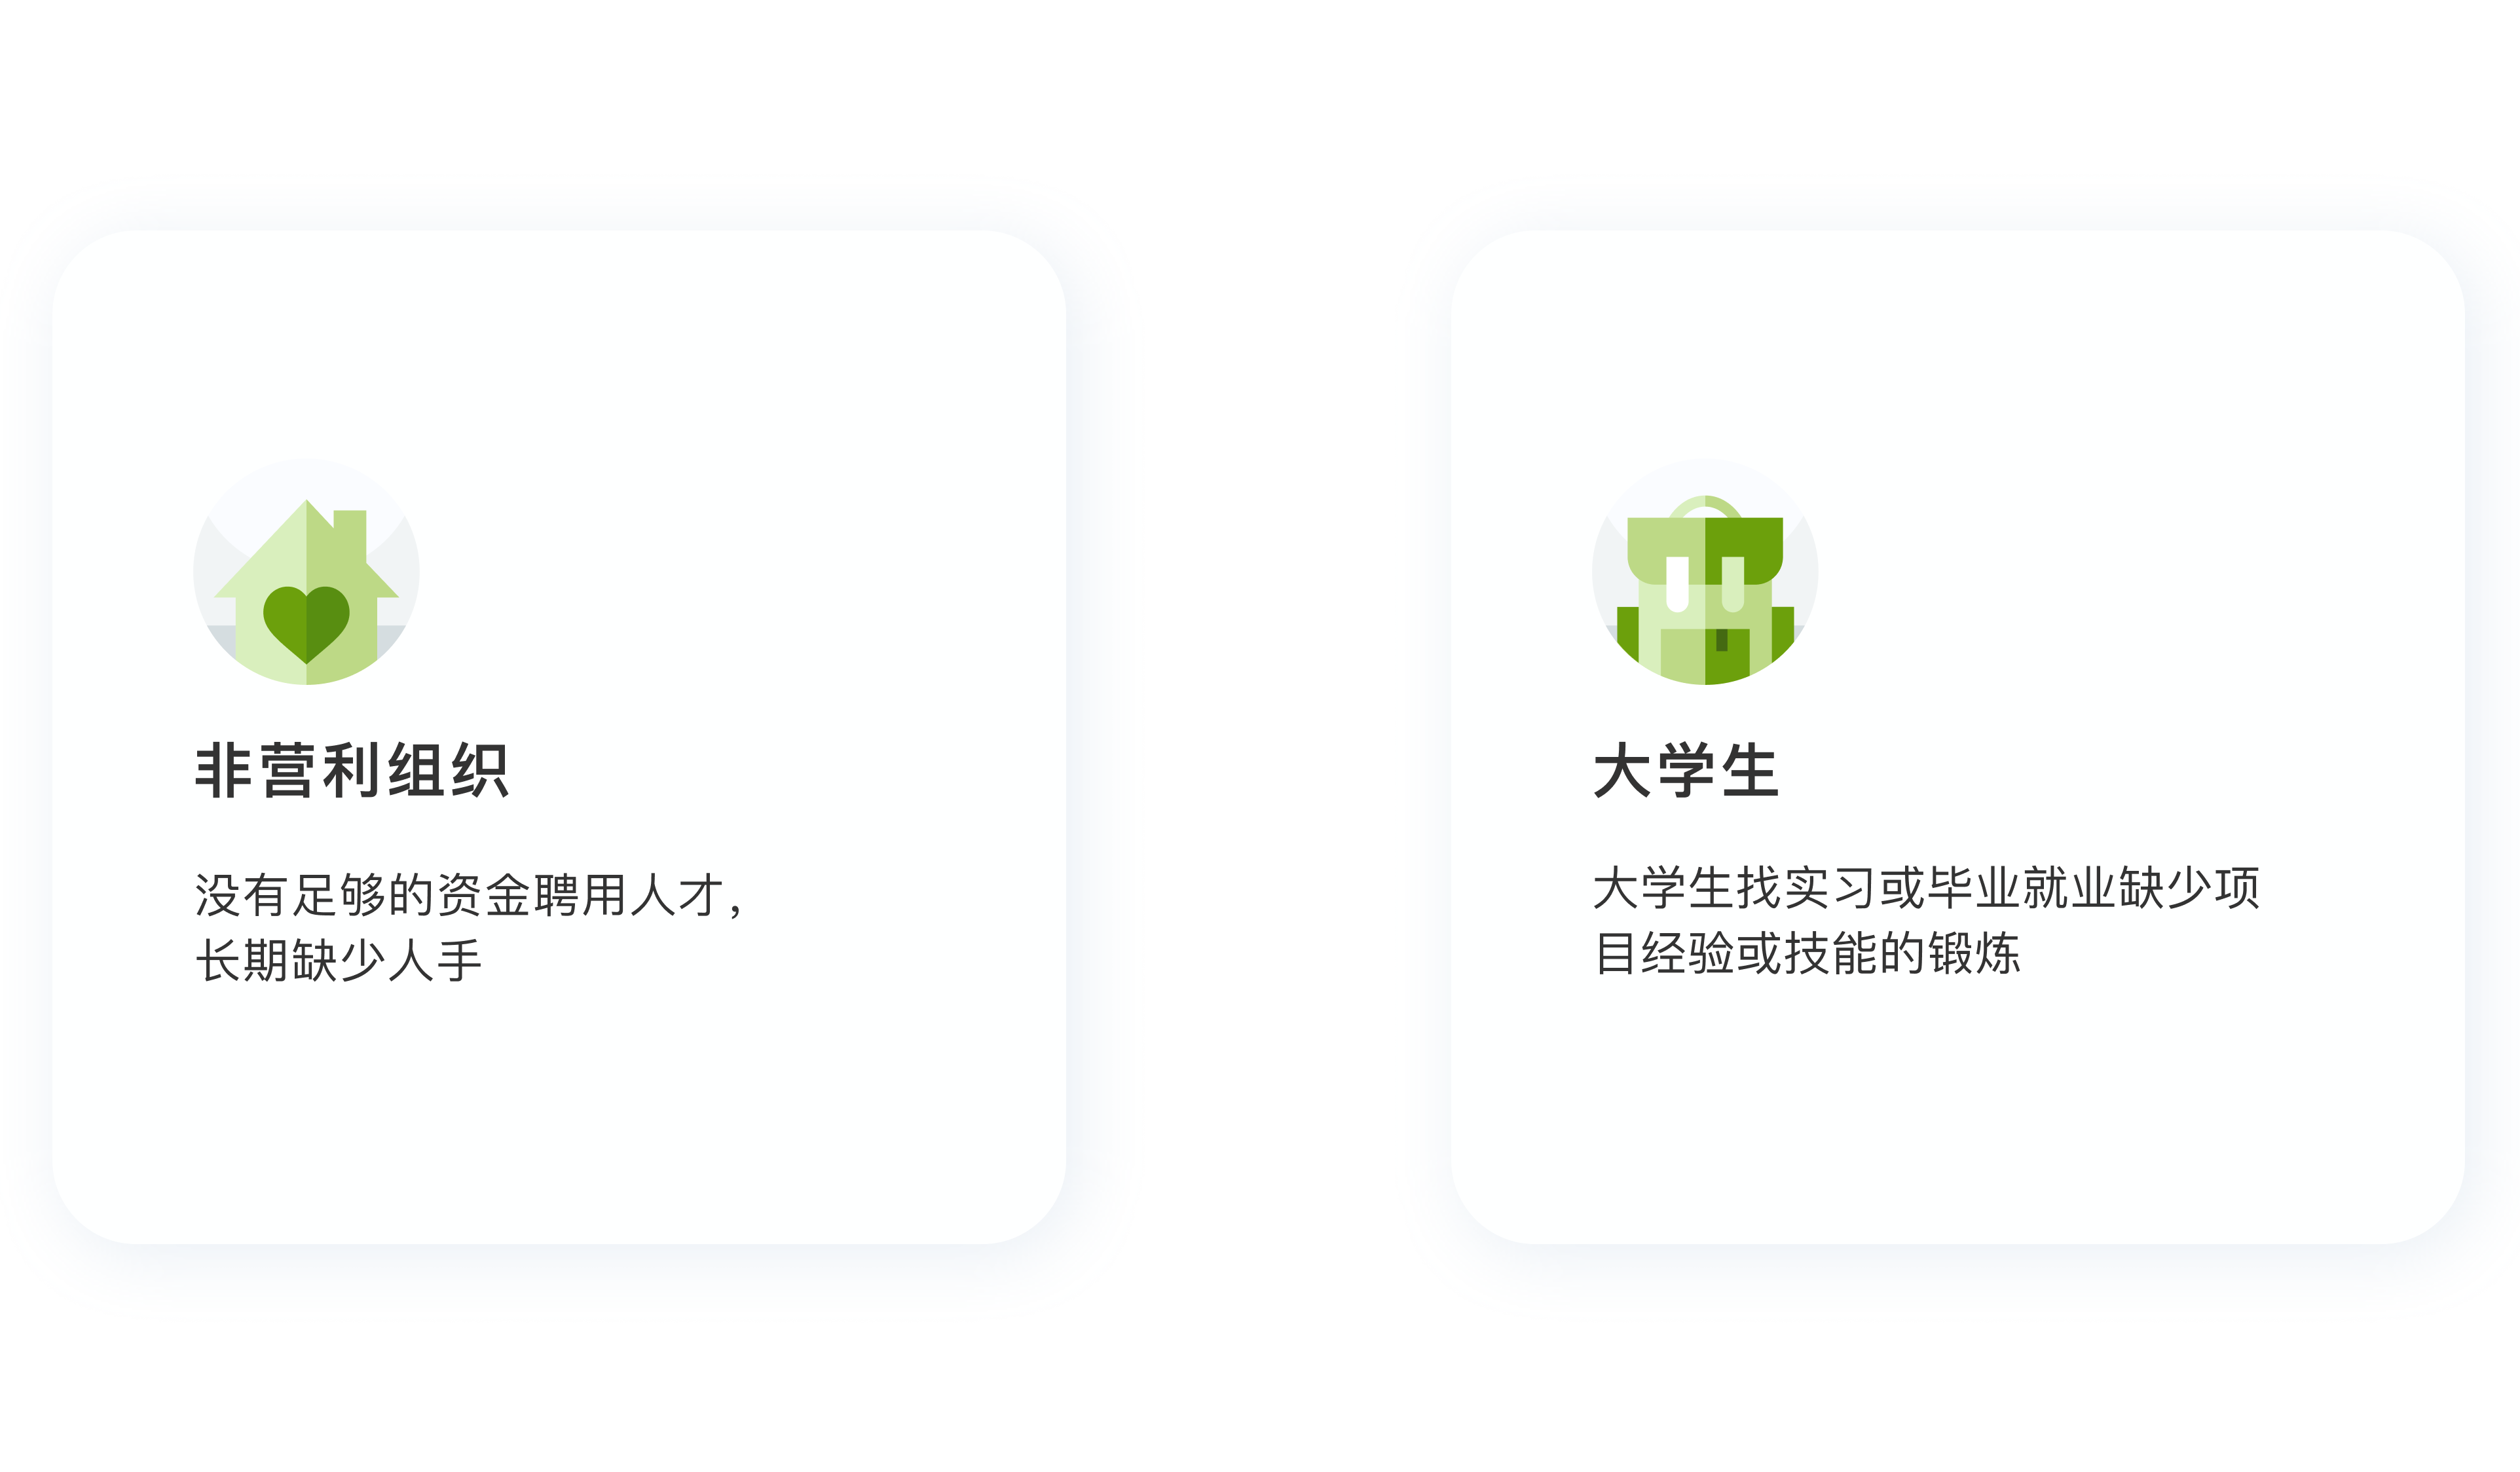 非营利组织
没有足够的资金聘用人才，
长期缺少人手
大学生
大学生找实习或毕业就业缺少项
目经验或技能的锻炼